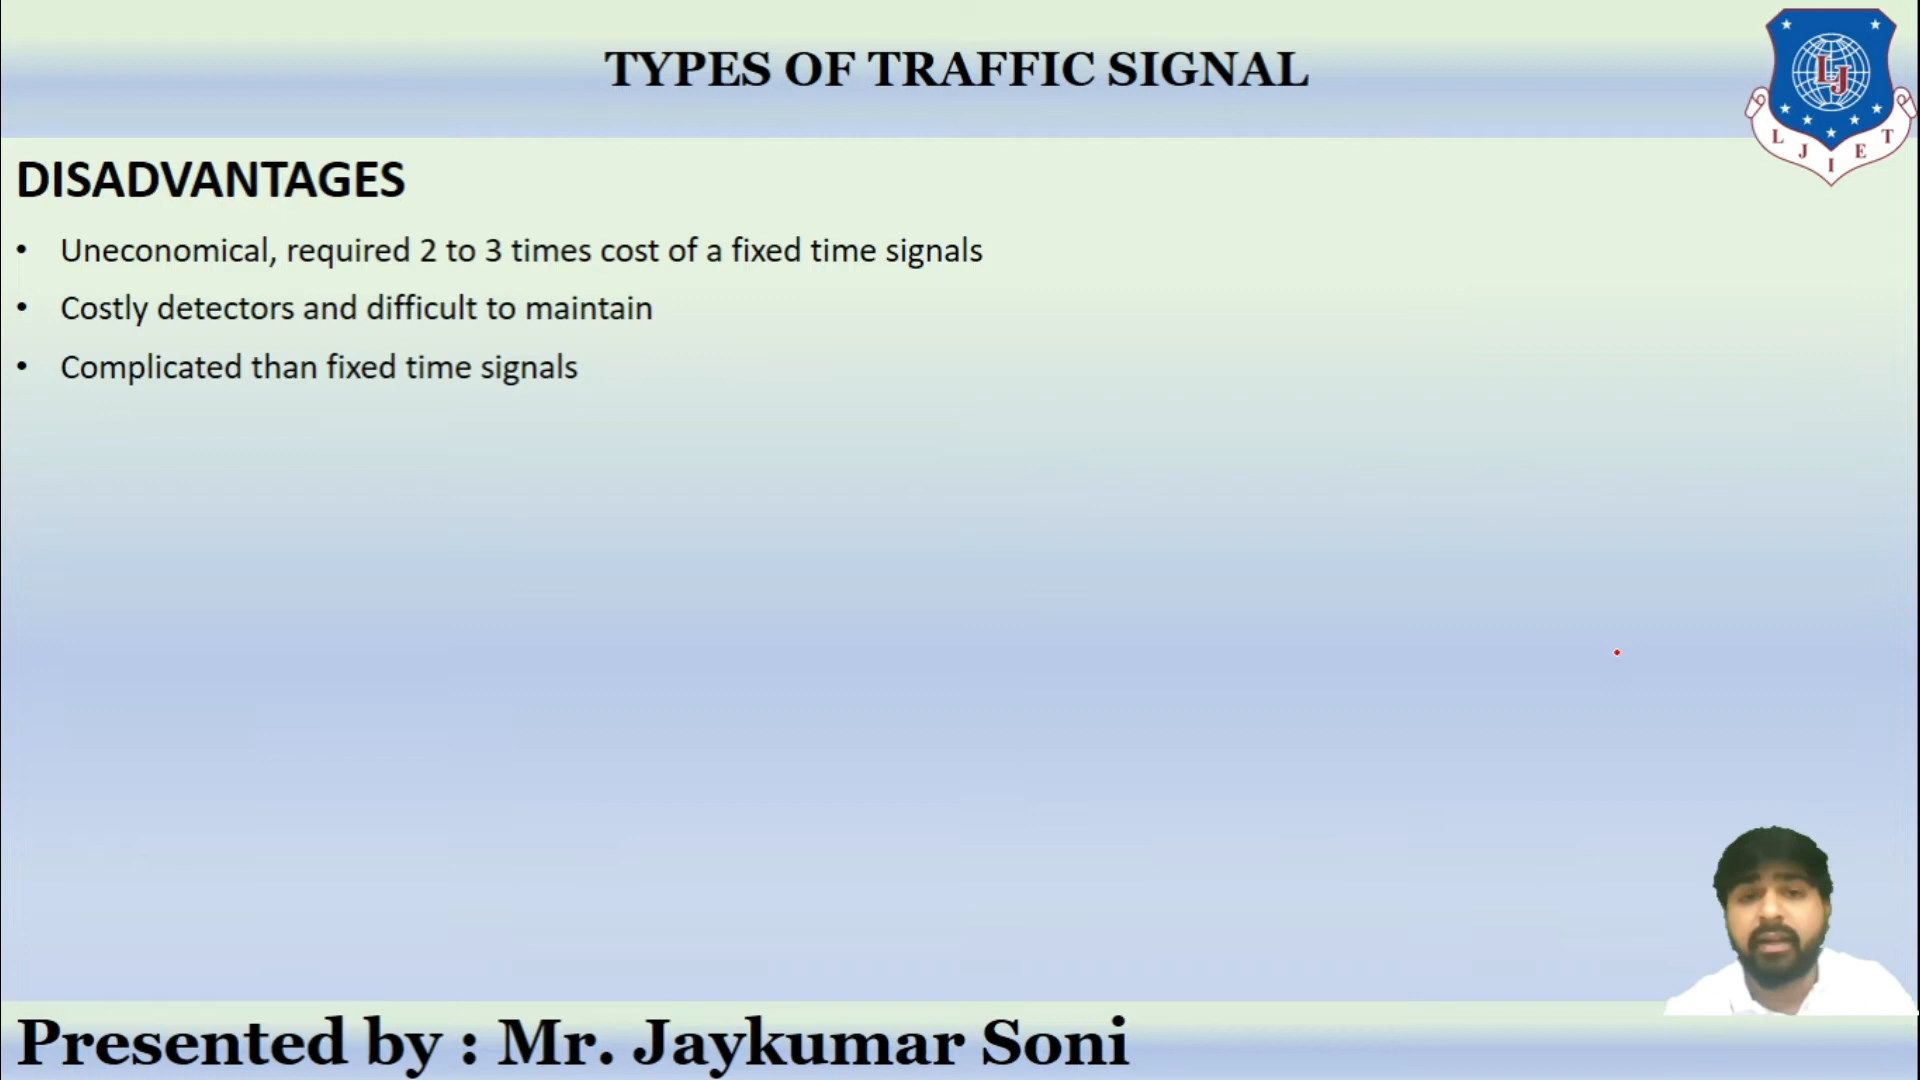 TYPES OF TRAFFIC SIGNAL
LJ
L J I E T
DISADVANTAGES
• Uneconomical, required 2 to 3 times cost of a fixed time signals
• Costly detectors and difficult to maintain
• Complicated than fixed time signals
Presented by : Mr. Jaykumar Soni